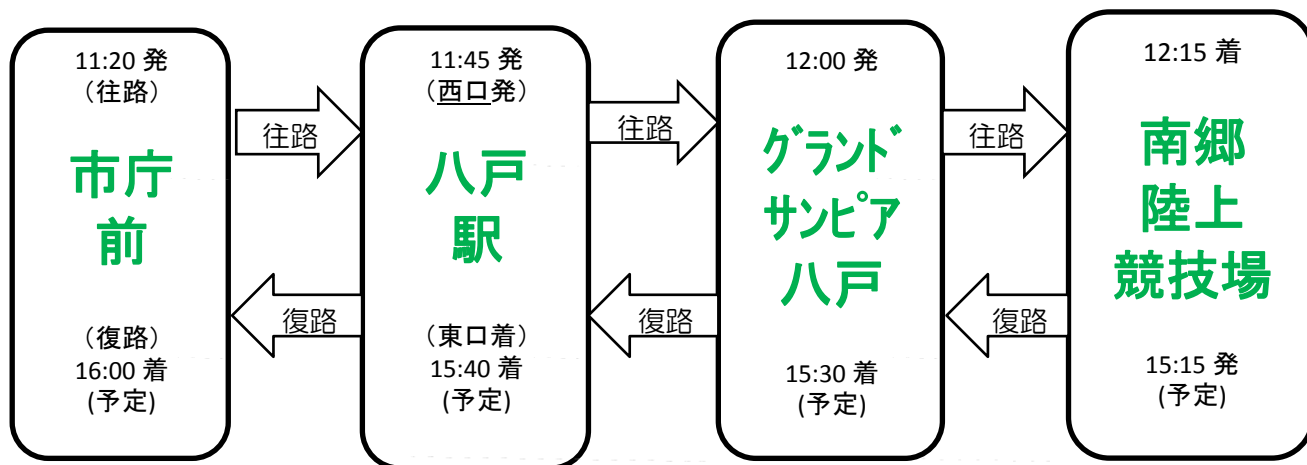 11:20 発
（往路）
市庁
前
（復路）
16:00 着
(予定)
往路
復路
11:45 発
（西口発）
八戸
駅
（東口着）
15:40 着
(予定)
往路
復路
12:00 発
グランド
サンピア
八戸
15:30 着
(予定)
往路
復路
12:15 着
南郷
陸上
競技場
15:15 発
(予定)